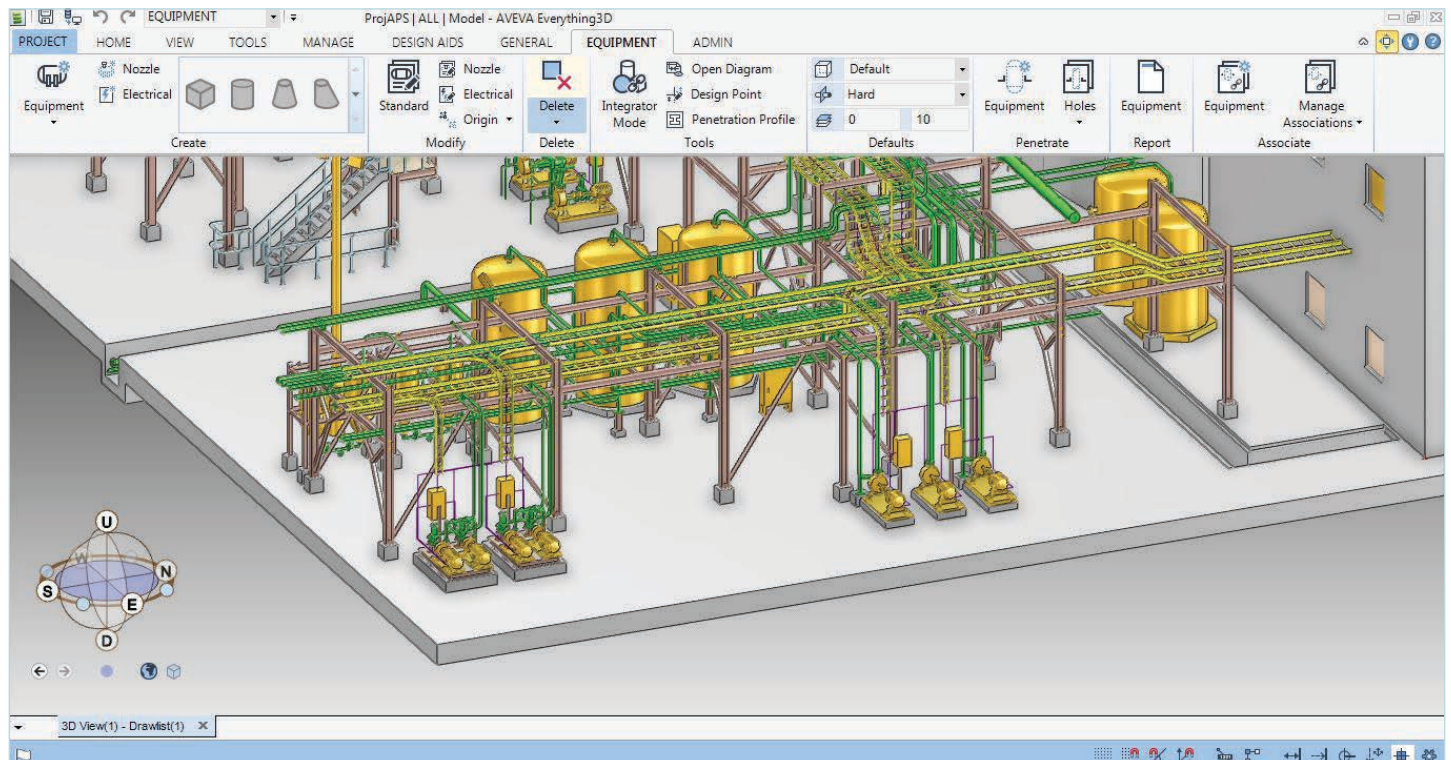 EQUIPMENT
ProjAPS | ALL | Model - AVEVA Everything3D
PROJECT HOME VIEW TOOLS MANAGE DESIGN AIDS GENERAL EQUIPMENT ADMIN
Equipment
Nozzle
Electrical
Create
Standard
Nozzle
Electrical
Origin
Modify
Delete
Delete
Integrator
Mode
Open Diagram
Design Point
Penetration Profile
Tools
Default
Hard
0 10
Defaults
Equipment
Holes
Penetrate
Equipment
Report
Equipment
Manage
Associations
Associate
U
W
N
S
E
D
3D View(1) - Drawlist(1)